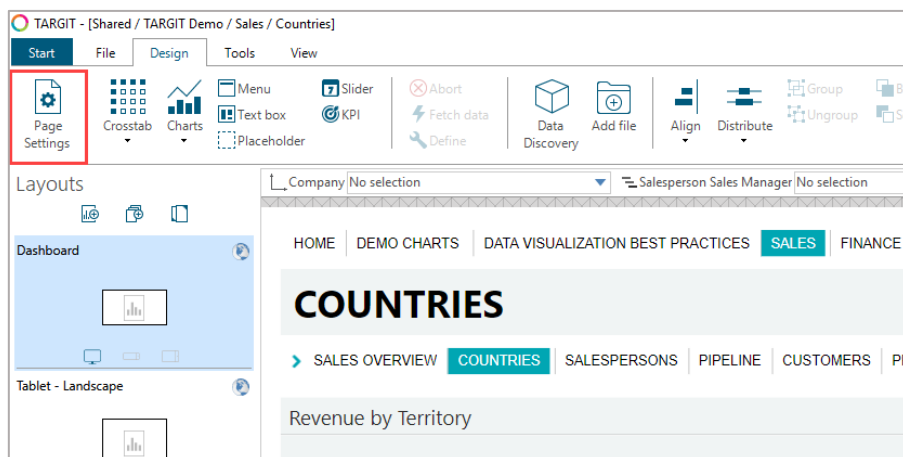 TARGIT - [Shared / TARGIT Demo / Sales / Countries]
Start File Design Tools View
Page Settings
Crosstab
Charts
Menu
Text box
Placeholder
Slider
KPI
Abort
Fetch data
Define
Data Discovery
Add file
Align
Distribute
Group
Ungroup
B
S
Layouts
Company No selection Salesperson Sales Manager No selection
Dashboard
HOME DEMO CHARTS DATA VISUALIZATION BEST PRACTICES SALES FINANCE
COUNTRIES
SALES OVERVIEW COUNTRIES SALESPERSONS PIPELINE CUSTOMERS
Tablet - Landscape
Revenue by Territory